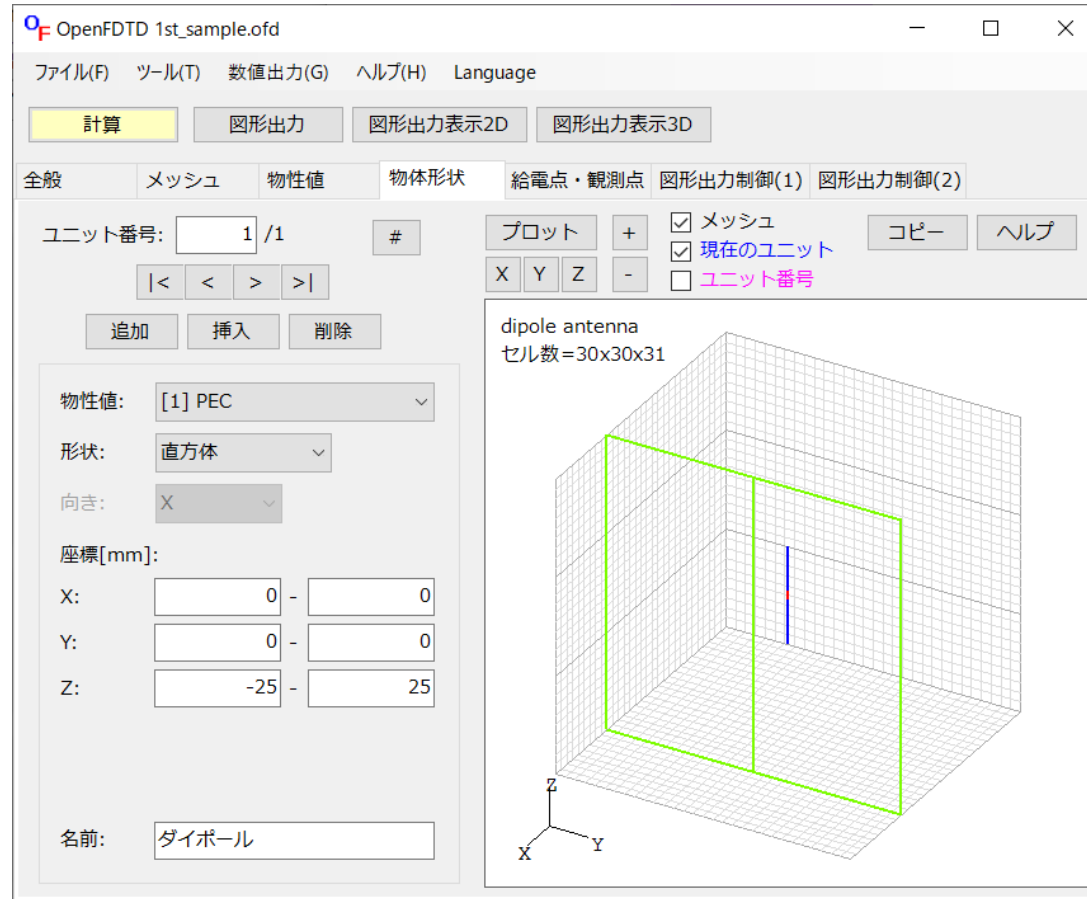 OF OpenFDTD 1st_sample.ofd
ファイル(F) ツール(T) 数値出力(G) ヘルプ(H) Language
計算 図形出力 図形出力表示2D 図形出力表示3D
全般 メッシュ 物性値 物体形状 給電点・観測点 図形出力制御(1) 図形出力制御(2)
ユニット番号: 1 /1 #
|< < > >|
追加 挿入 削除
物性値: [1] PEC
形状: 直方体
向き: X
座標[mm]:
X: 0 - 0
Y: 0 - 0
Z: -25 - 25
名前: ダイポール
プロット + メッシュ コピー ヘルプ
現在のユニット
X Y Z - ユニット番号
dipole antenna
セル数=30x30x31
Z
X Y